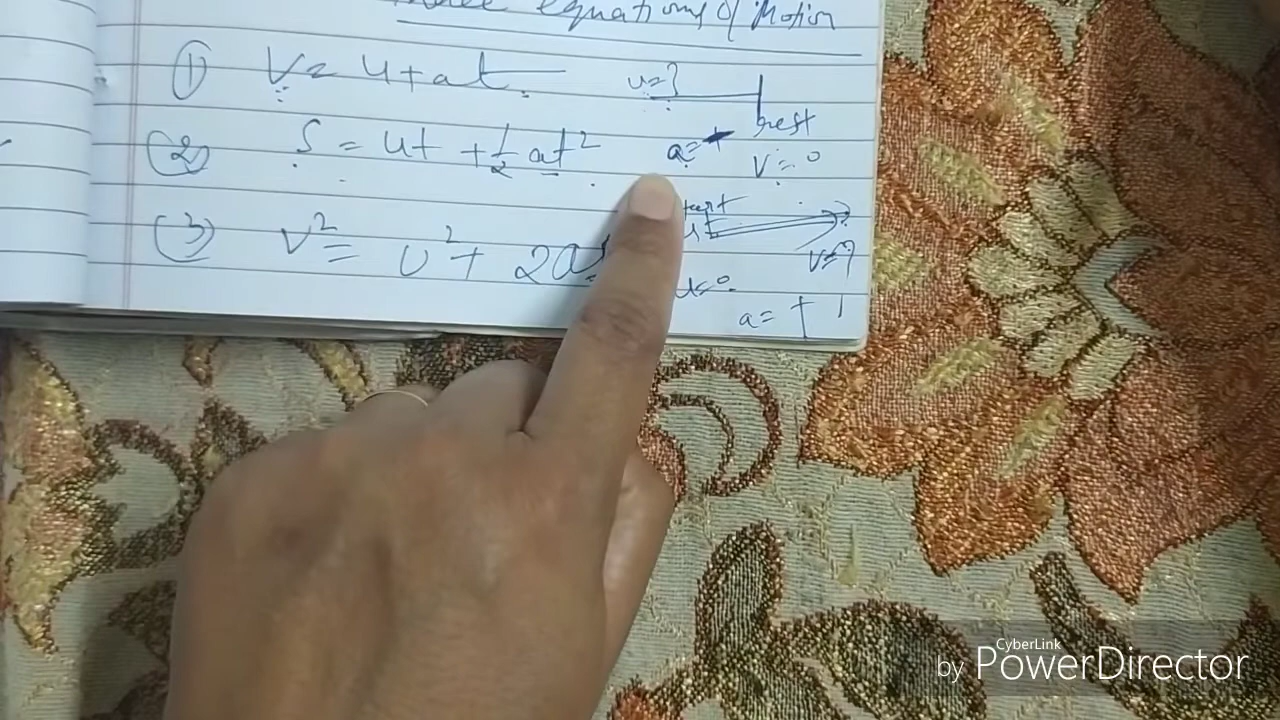 equations of Motion
① V = u + at
u = ?
rest
② S = ut + 1/2 at²
a =
V = 0
③ v² = u² + 2as
v = ?
u = 0
a = +
CyberLink
by PowerDirector